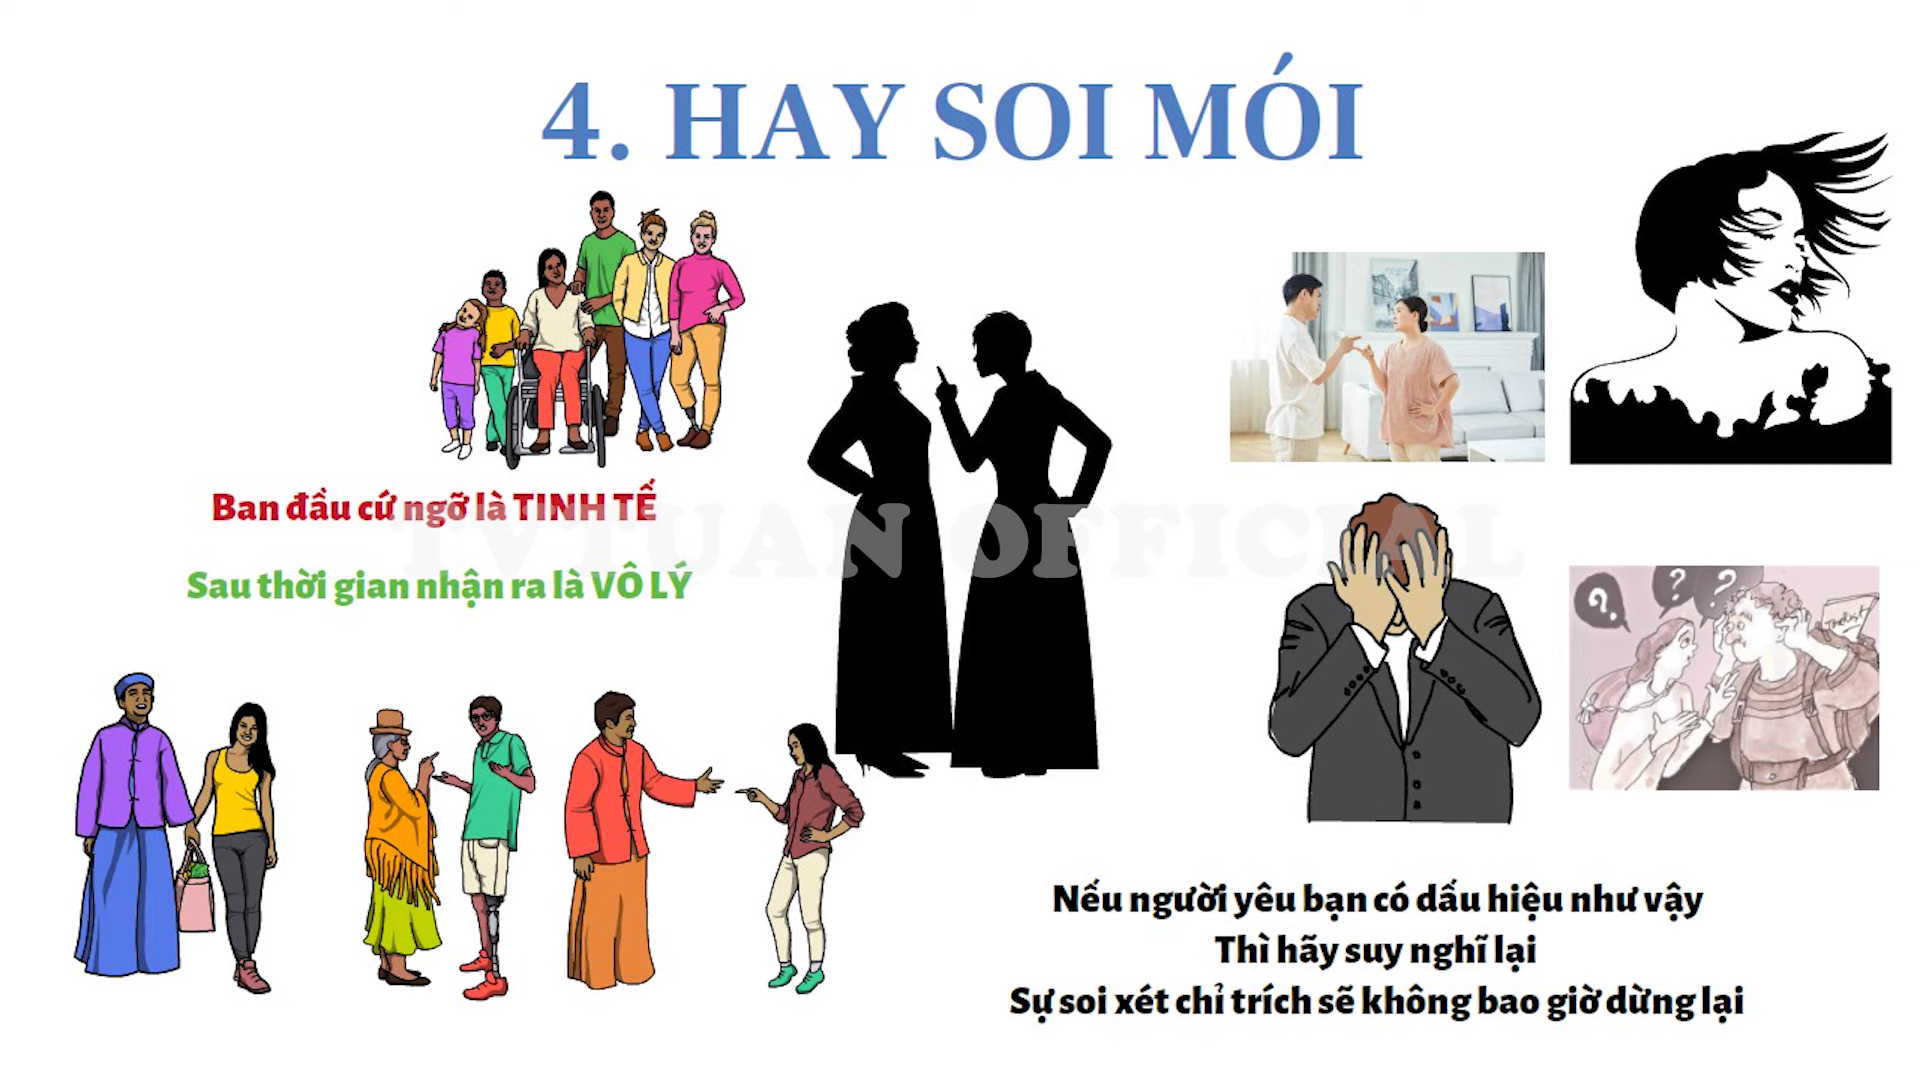 4. HAY SOI MÓI
Ban đầu cứ ngỡ là TINH TẾ
Sau thời gian nhận ra là VÔ LÝ
TVTUAN OFFICIAL
? ? ?
Nếu người yêu bạn có dấu hiệu như vậy
Thì hãy suy nghĩ lại
Sự soi xét chỉ trích sẽ không bao giờ dừng lại